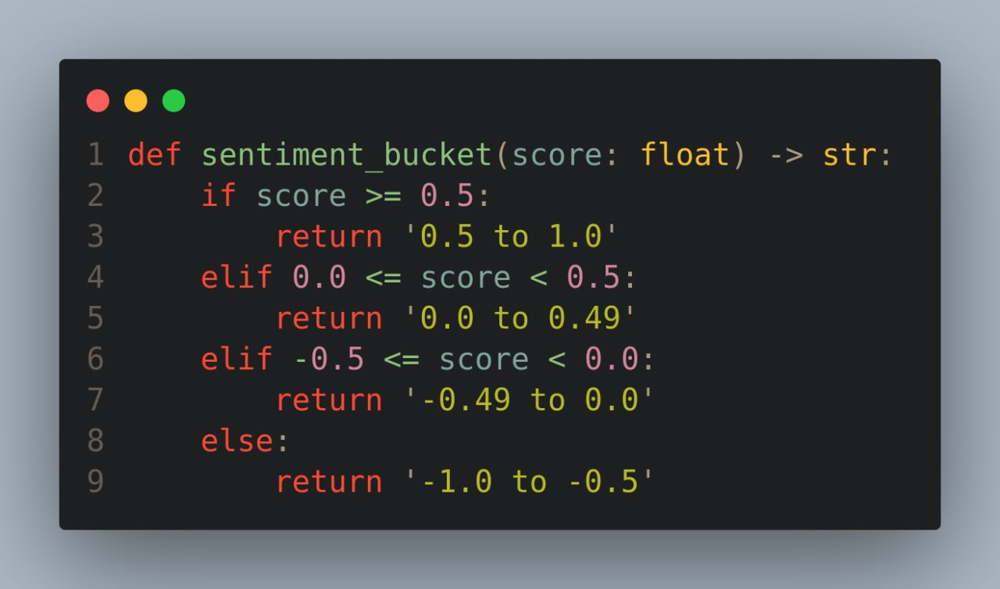 1 def sentiment_bucket(score: float) -> str:
2     if score >= 0.5:
3         return '0.5 to 1.0'
4     elif 0.0 <= score < 0.5:
5         return '0.0 to 0.49'
6     elif -0.5 <= score < 0.0:
7         return '-0.49 to 0.0'
8     else:
9         return '-1.0 to -0.5'